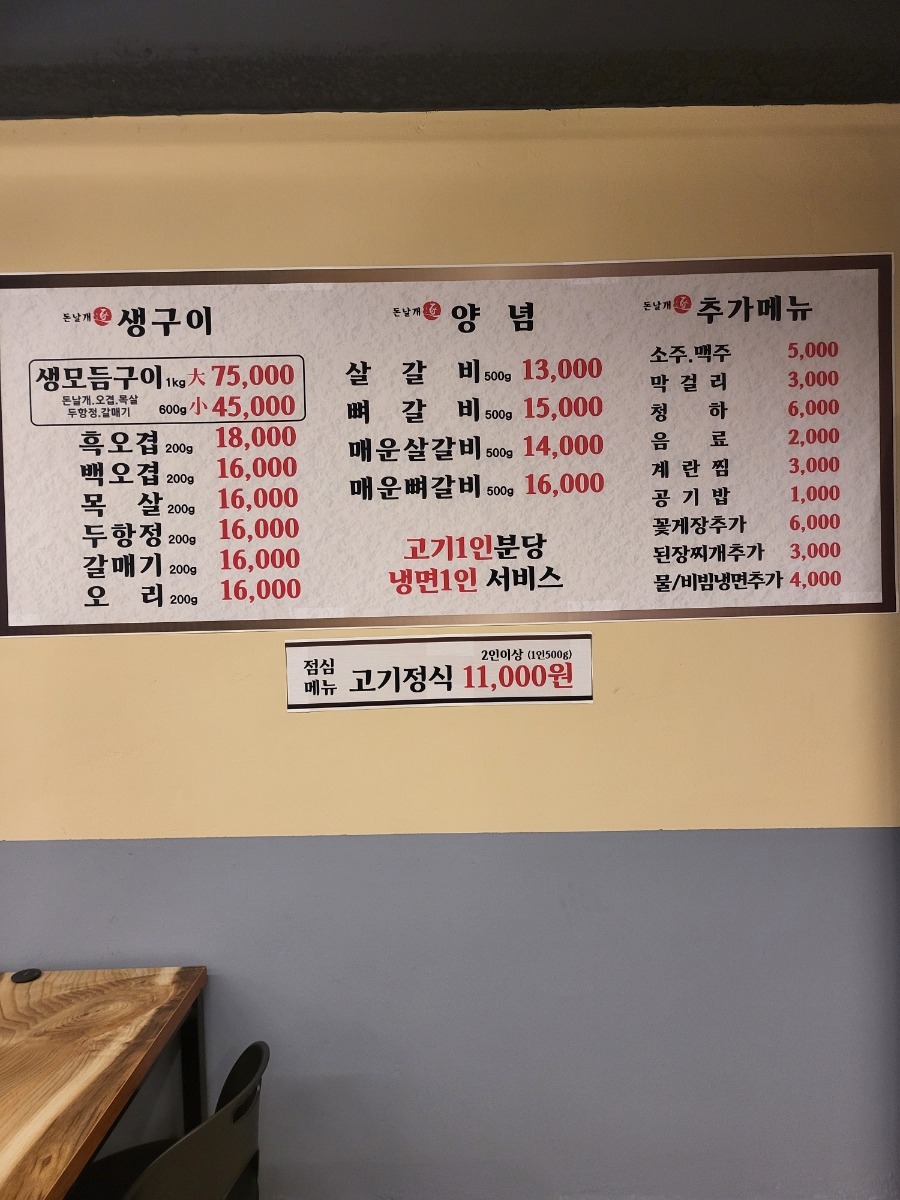 돈날개 생구이
생모듬구이 1kg 大 75,000
돈날개.오겹.목살
두항정.갈매기 600g 小 45,000
흑오겹 200g 18,000
백오겹 200g 16,000
목 살 200g 16,000
두항정 200g 16,000
갈매기 200g 16,000
오 리 200g 16,000
돈날개 양 념
살 갈 비 500g 13,000
뼈 갈 비 500g 15,000
매운살갈비 500g 14,000
매운뼈갈비 500g 16,000
고기1인분당
냉면1인 서비스
돈날개 추가메뉴
소주.맥주 5,000
막 걸 리 3,000
청 하 6,000
음 료 2,000
계 란 찜 3,000
공 기 밥 1,000
꽃게장추가 6,000
된장찌개추가 3,000
물/비빔냉면추가 4,000
점심
메뉴
2인이상 (1인500g)
고기정식 11,000원